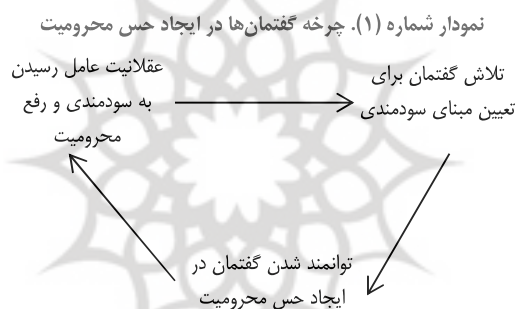 نمودار شماره (۱). چرخه گفتمان‌ها در ایجاد حس محرومیت
تلاش گفتمان برای
تعیین مبنای سودمندی
عقلانیت عامل رسیدن
به سودمندی و رفع
محرومیت
توانمند شدن گفتمان در
ایجاد حس محرومیت